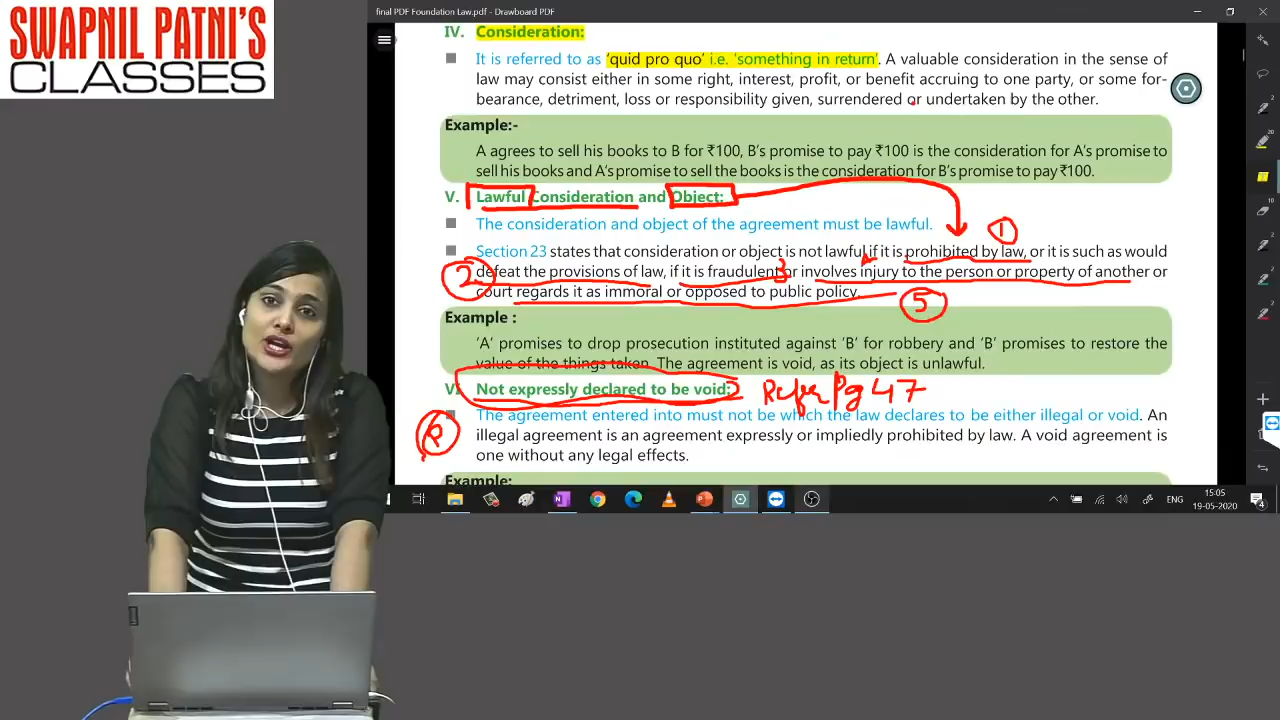 SWAPNIL PATNI'S
CLASSES
final PDF Foundation Law.pdf - Drawboard PDF
IV. Consideration:
It is referred to as 'quid pro quo' i.e. 'something in return'. A valuable consideration in the sense of
law may consist either in some right, interest, profit, or benefit accruing to one party, or some for-
bearance, detriment, loss or responsibility given, surrendered or undertaken by the other.
Example:-
A agrees to sell his books to B for ₹100, B's promise to pay ₹100 is the consideration for A's promise to
sell his books and A's promise to sell the books is the consideration for B's promise to pay ₹100.
V. Lawful Consideration and Object:
The consideration and object of the agreement must be lawful.
1
Section 23 states that consideration or object is not lawful if it is prohibited by law, or it is such as would
2 defeat the provisions of law, if it is fraudulent 3 or involves injury to the person or property of another or
court regards it as immoral or opposed to public policy. 5
Example :
'A' promises to drop prosecution instituted against 'B' for robbery and 'B' promises to restore the
value of the things taken. The agreement is void, as its object is unlawful.
VI. Not expressly declared to be void: Refer Pg 47
The agreement entered into must not be which the law declares to be either illegal or void. An
illegal agreement is an agreement expressly or impliedly prohibited by law. A void agreement is
one without any legal effects.
Example:
ENG
15:05
19-05-2020